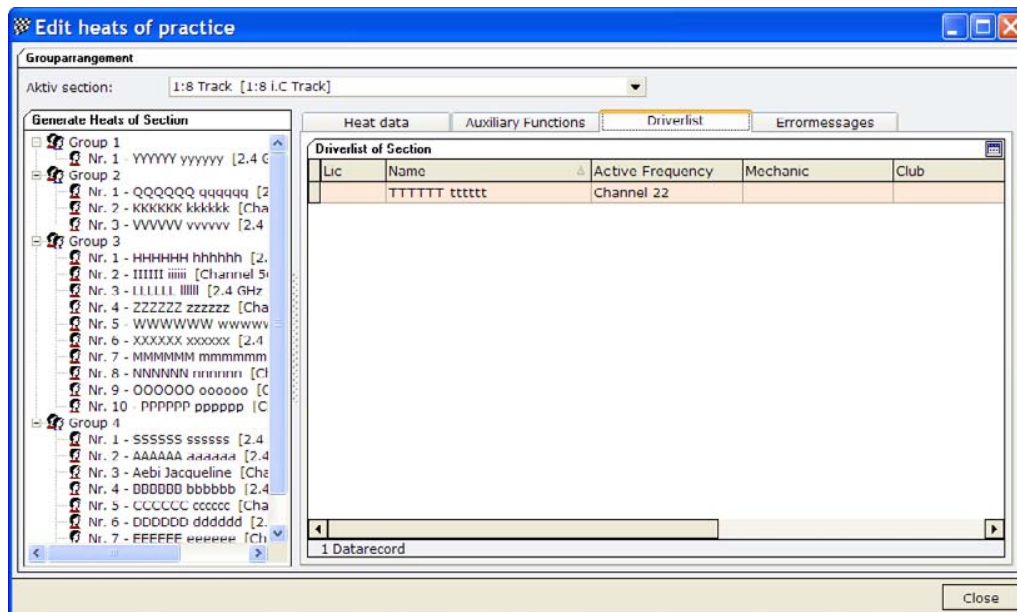 Edit heats of practice
Grouparrangement
Aktiv section: 1:8 Track [1:8 I.C Track]
Generate Heats of Section
Group 1
Nr. 1 - YYYYYY yyyyyy [2.4 G
Group 2
Nr. 1 - QQQQQQ qqqqqq [2
Nr. 2 - KKKKKK kkkkkk [Cha
Nr. 3 - VVVVVV vvvvvv [2.4
Group 3
Nr. 1 - HHHHHH hhhhhh [2.
Nr. 2 - IIIIII iiiiii [Channel 5
Nr. 3 - LLLLLL llllll [2.4 GHz
Nr. 4 - ZZZZZZ zzzzzz [Cha
Nr. 5 - WWWWWW wwwwv
Nr. 6 - XXXXXX xxxxxx [2.4
Nr. 7 - MMMMMM mmmmmm
Nr. 8 - NNNNNN nnnnnn [Cl
Nr. 9 - OOOOOO oooooo [C
Nr. 10 - PPPPPP pppppp [C
Group 4
Nr. 1 - SSSSSS ssssss [2.4
Nr. 2 - AAAAAA aaaaaa [2.4
Nr. 3 - Aebi Jacqueline [Cha
Nr. 4 - BBBBBB bbbbbb [2.4
Nr. 5 - CCCCCC cccccc [Cha
Nr. 6 - DDDDDD dddddd [2.
Nr. 7 - EEEEEE eeeeee [Ch
Heat data Auxiliary Functions Driverlist Errormessages
Driverlist of Section
Lic Name Active Frequency Mechanic Club
TTTTTT tttttt Channel 22
1 Datarecord
Close